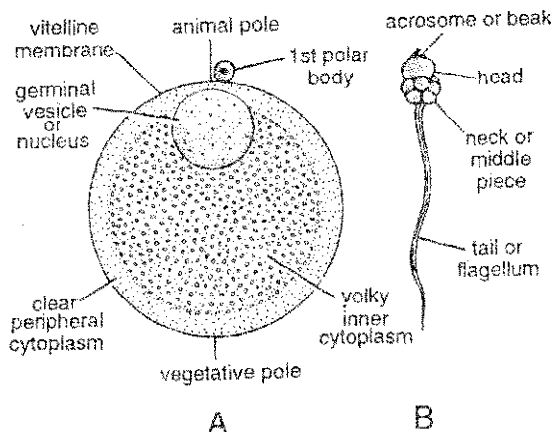 vitelline
membrane
animal pole
1st polar
body
germinal
vesicle
or
nucleus
clear
peripheral
cytoplasm
yolky
inner
cytoplasm
vegetative pole
A
acrosome or beak
head
neck or
middle
piece
tail or
flagellum
B